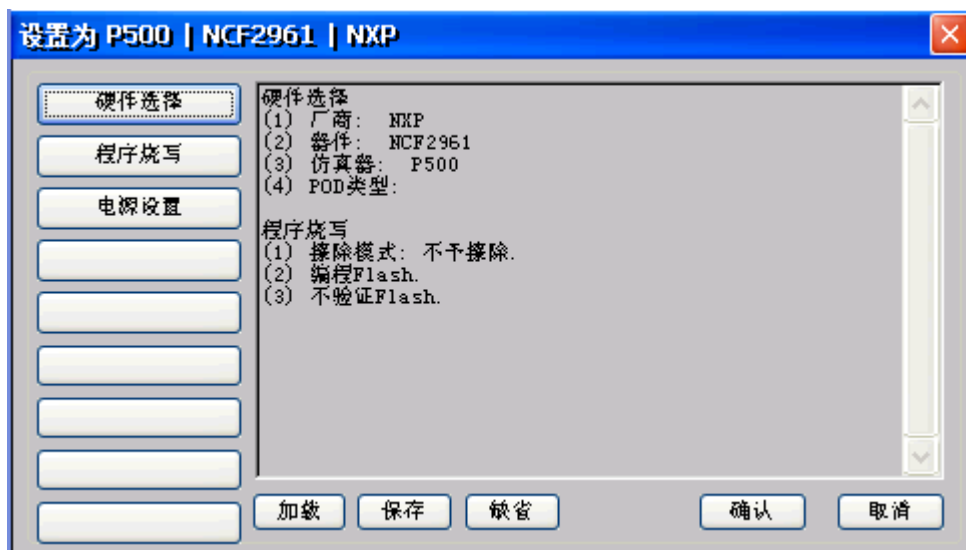 设置为 P500 | NCF2961 | NXP
硬件选择
程序烧写
电源设置
硬件选择
(1) 厂商: NXP
(2) 器件: NCF2961
(3) 仿真器: P500
(4) POD类型:
程序烧写
(1) 擦除模式: 不予擦除.
(2) 编程Flash.
(3) 不验证Flash.
加载
保存
缺省
确认
取消